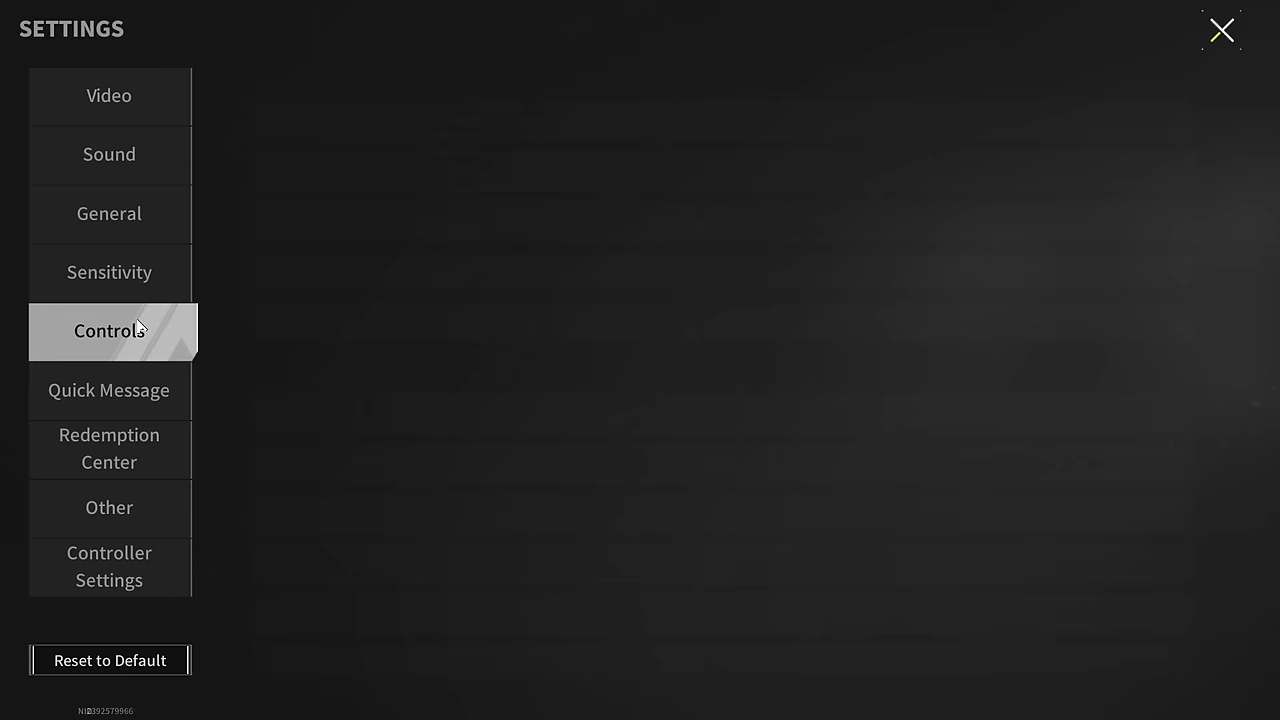 SETTINGS
Video
Sound
General
Sensitivity
Controls
Quick Message
Redemption
Center
Other
Controller
Settings
Reset to Default